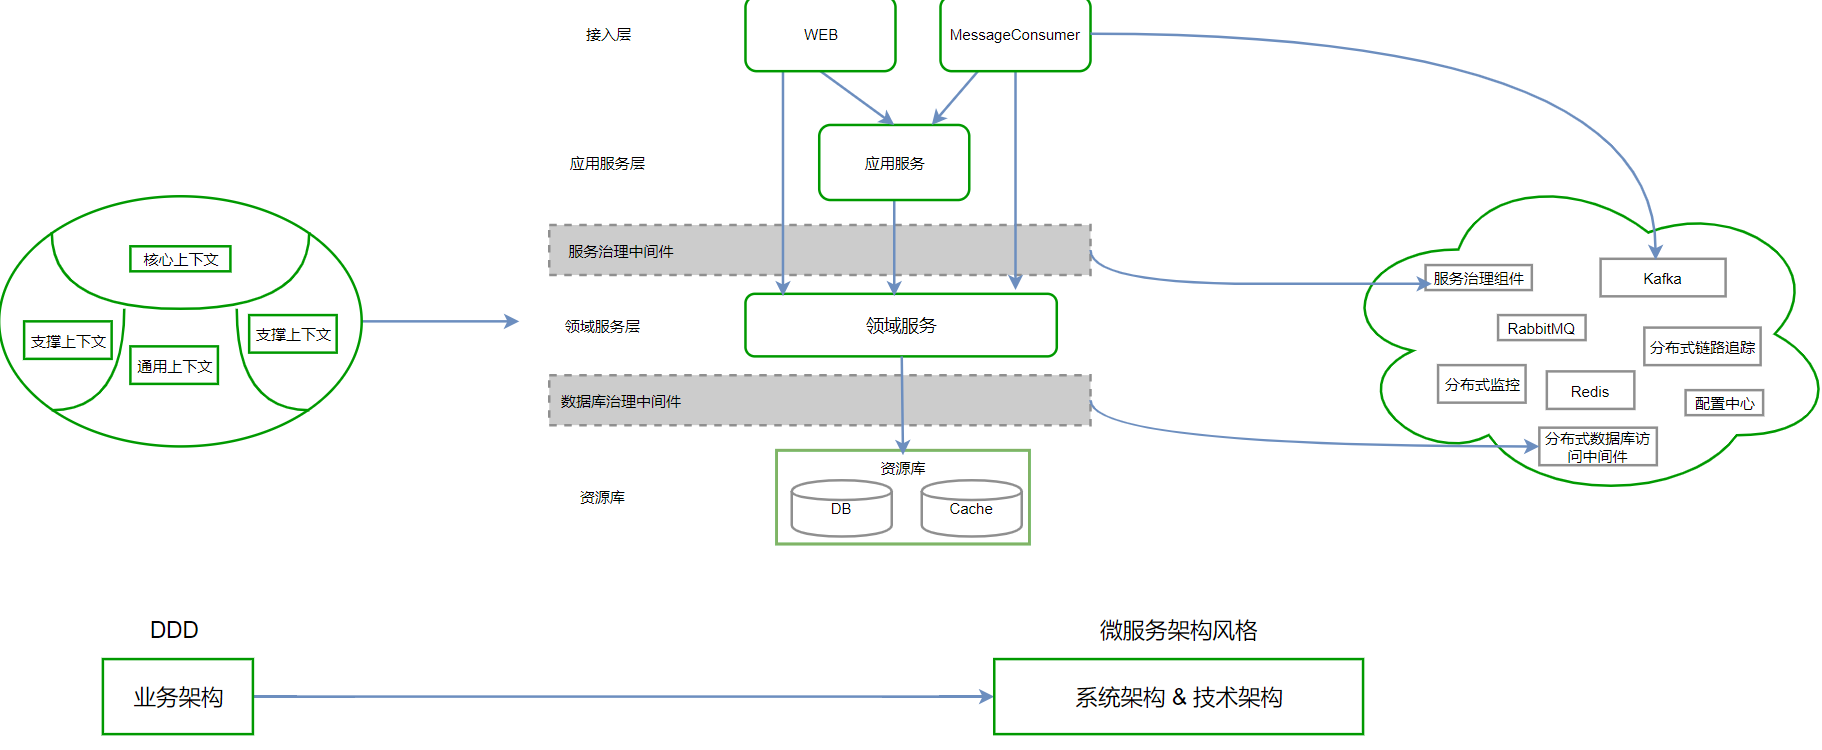 接入层
WEB
MessageConsumer
应用服务层
应用服务
核心上下文
支撑上下文
通用上下文
支撑上下文
服务治理中间件
领域服务层
领域服务
数据库治理中间件
资源库
资源库
DB
Cache
服务治理组件
Kafka
RabbitMQ
分布式链路追踪
分布式监控
Redis
配置中心
分布式数据库访
问中间件
DDD
微服务架构风格
业务架构
系统架构 & 技术架构